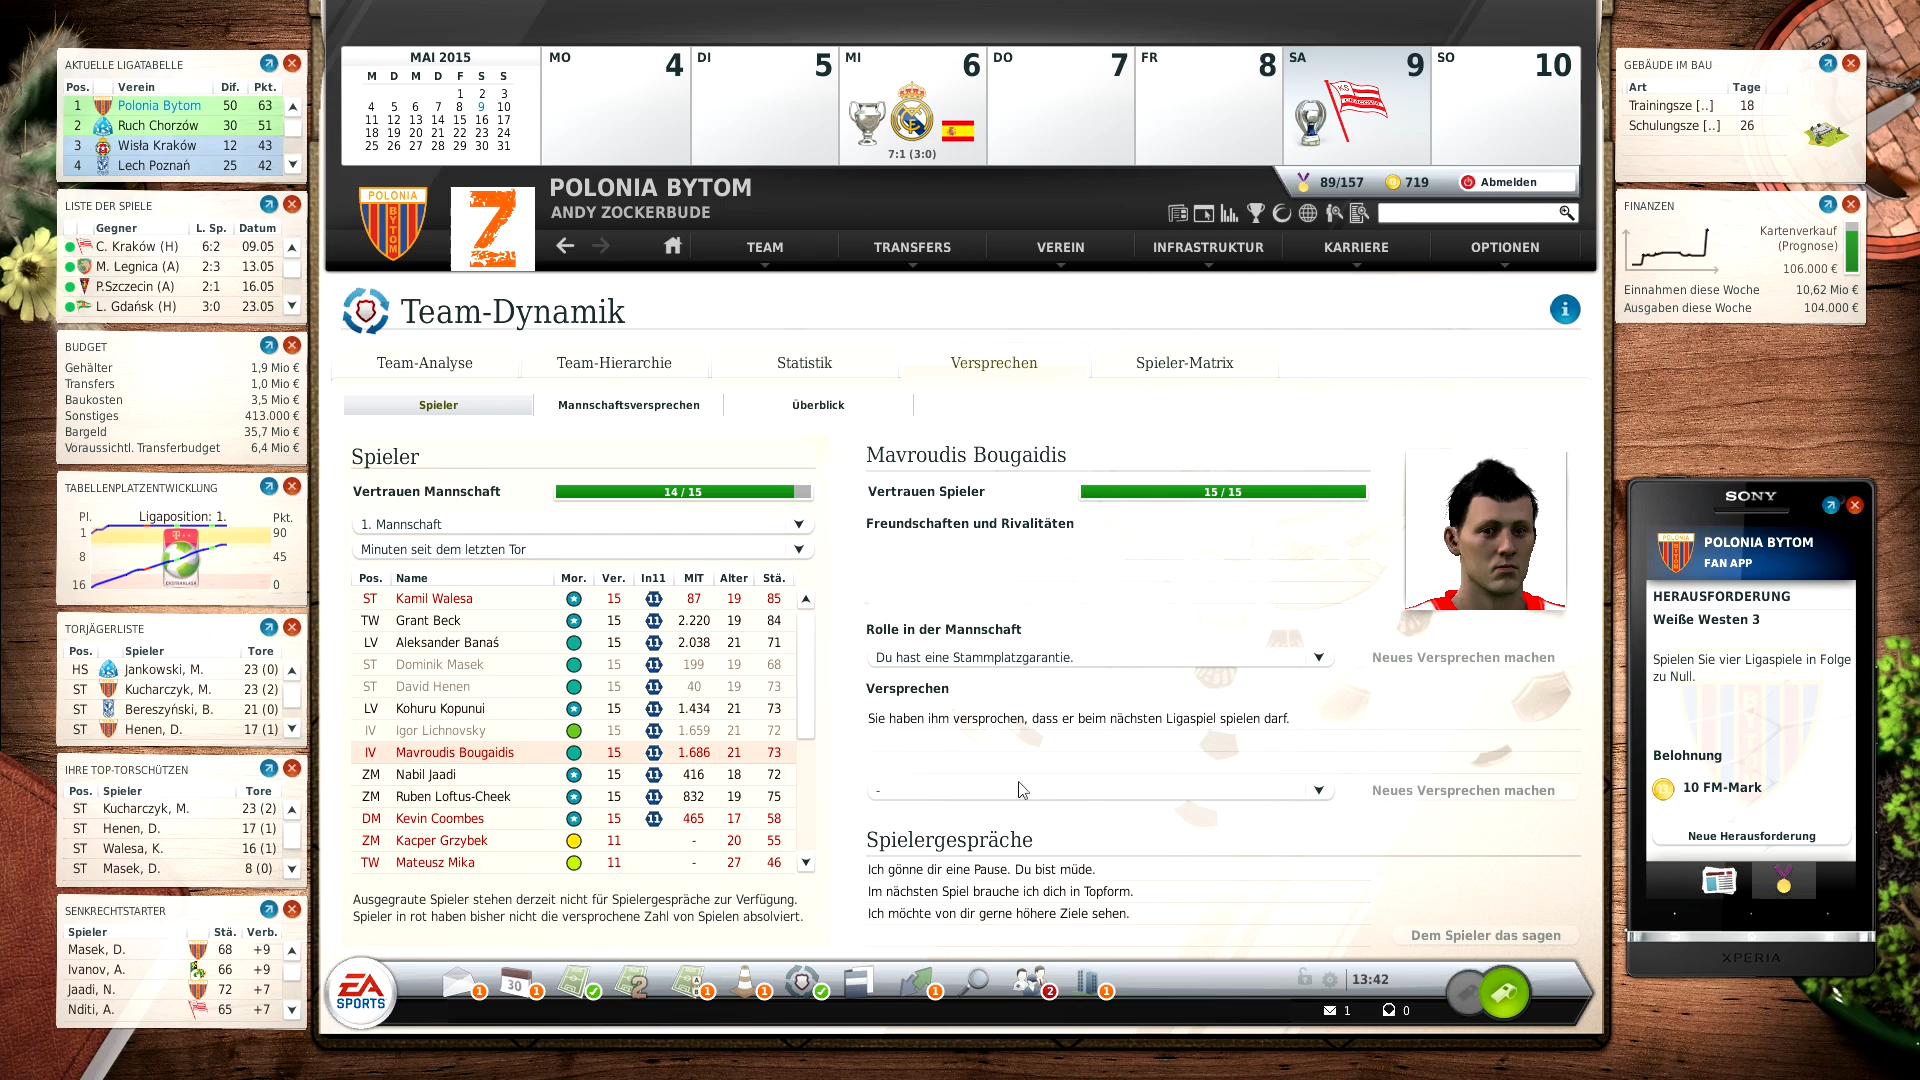 AKTUELLE LIGATABELLE
Pos. Verein Dif. Pkt.
1 Polonia Bytom 50 63
2 Ruch Chorzów 30 51
3 Wisła Kraków 12 43
4 Lech Poznań 25 42
LISTE DER SPIELE
Gegner L. Sp. Datum
C. Kraków (H) 6:2 09.05
M. Legnica (A) 2:3 13.05
P.Szczecin (A) 2:1 16.05
L. Gdańsk (H) 3:0 23.05
BUDGET
Gehälter 1,9 Mio €
Transfers 1,0 Mio €
Baukosten 3,5 Mio €
Sonstiges 413.000 €
Bargeld 35,7 Mio €
Voraussichtl. Transferbudget 6,4 Mio €
TABELLENPLATZENTWICKLUNG
Pl. Ligaposition: 1. Pkt.
1 90
8 45
16 0
TORJÄGERLISTE
Pos. Spieler Tore
HS Jankowski, M. 23 (0)
ST Kucharczyk, M. 23 (2)
ST Bereszyński, B. 21 (0)
ST Henen, D. 17 (1)
IHRE TOP-TORSCHÜTZEN
Pos. Spieler Tore
ST Kucharczyk, M. 23 (2)
ST Henen, D. 17 (1)
ST Walesa, K. 16 (1)
ST Masek, D. 8 (0)
SENKRECHTSTARTER
Spieler Stä. Verb.
Masek, D. 68 +9
Ivanov, A. 66 +9
Jaadi, N. 72 +7
Nditi, A. 65 +7
MAI 2015
M D M D F S S
1 2 3
4 5 6 7 8 9 10
11 12 13 14 15 16 17
18 19 20 21 22 23 24
25 26 27 28 29 30 31
MO 4 DI 5 MI 6 DO 7 FR 8 SA 9 SO 10
KS
CRACOVIA
7:1 (3:0)
POLONIA
BYTOM
POLONIA BYTOM
ANDY ZOCKERBUDE
89/157 719 Abmelden
TEAM TRANSFERS VEREIN INFRASTRUKTUR KARRIERE OPTIONEN
Team-Dynamik
Team-Analyse Team-Hierarchie Statistik Versprechen Spieler-Matrix
Spieler Mannschaftsversprechen Überblick
Spieler
Vertrauen Mannschaft 14 / 15
1. Mannschaft
Minuten seit dem letzten Tor
Pos. Name Mor. Ver. In11 MIT Alter Stä.
ST Kamil Walesa 15 11 87 19 85
TW Grant Beck 15 11 2.220 19 84
LV Aleksander Banaś 15 11 2.038 21 71
ST Dominik Masek 15 11 199 19 68
ST David Henen 15 11 40 19 73
LV Kohuru Kopunui 15 11 1.434 21 73
IV Igor Lichnovsky 15 11 1.659 21 72
IV Mavroudis Bougaidis 15 11 1.686 21 73
ZM Nabil Jaadi 15 11 416 18 72
ZM Ruben Loftus-Cheek 15 11 832 19 75
DM Kevin Coombes 15 11 465 17 58
ZM Kacper Grzybek 11 - 20 55
TW Mateusz Mika 11 - 27 46
Ausgegraute Spieler stehen derzeit nicht für Spielergespräche zur Verfügung.
Spieler in rot haben bisher nicht die versprochene Zahl von Spielen absolviert.
Mavroudis Bougaidis
Vertrauen Spieler 15 / 15
Freundschaften und Rivalitäten
Rolle in der Mannschaft
Du hast eine Stammplatzgarantie. Neues Versprechen machen
Versprechen
Sie haben ihm versprochen, dass er beim nächsten Ligaspiel spielen darf.
- Neues Versprechen machen
Spielergespräche
Ich gönne dir eine Pause. Du bist müde.
Im nächsten Spiel brauche ich dich in Topform.
Ich möchte von dir gerne höhere Ziele sehen.
Dem Spieler das sagen
EA
SPORTS
1 30 1 2 1 1 1 2 1
13:42
1 0
GEBÄUDE IM BAU
Art Tage
Trainingsze [..] 18
Schulungsze [..] 26
FINANZEN
Kartenverkauf
(Prognose)
106.000 €
Einnahmen diese Woche 10,62 Mio €
Ausgaben diese Woche 104.000 €
SONY
POLONIA BYTOM
FAN APP
HERAUSFORDERUNG
Weiße Westen 3
Spielen Sie vier Ligaspiele in Folge
zu Null.
Belohnung
10 FM-Mark
Neue Herausforderung
XPERIA